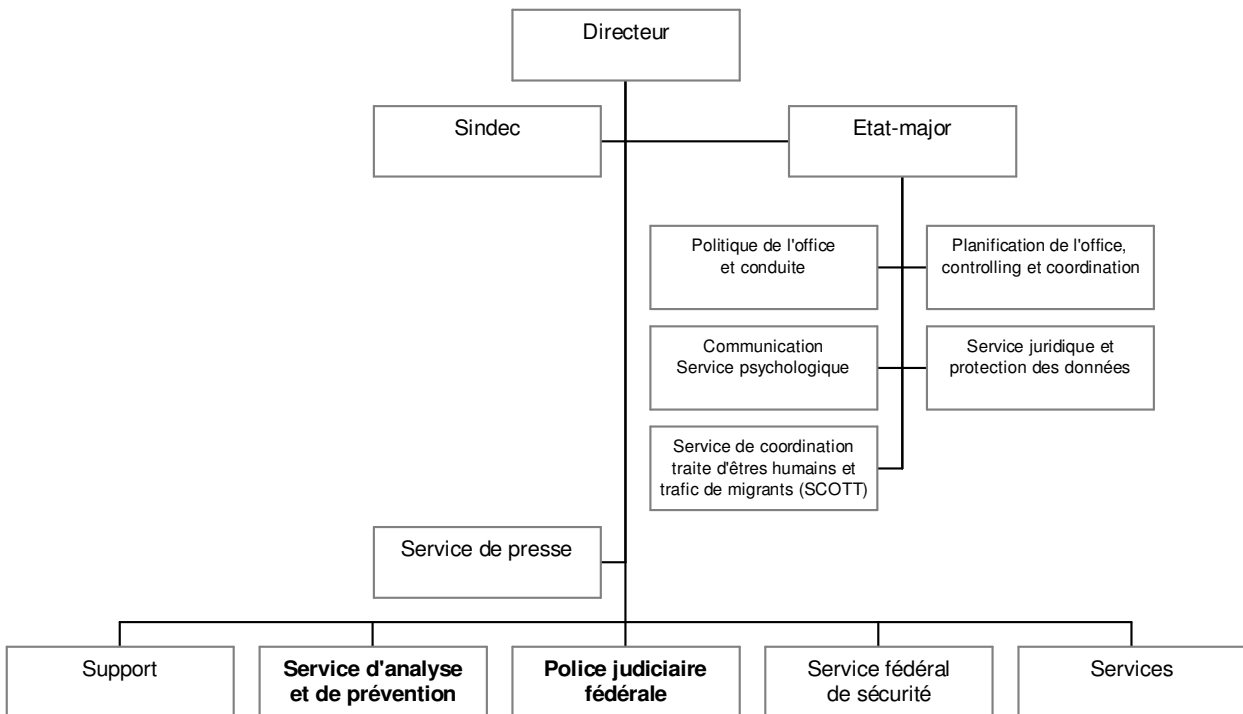 Directeur
Sindec
Etat-major
Politique de l'office
et conduite
Planification de l'office,
controlling et coordination
Communication
Service psychologique
Service juridique et
protection des données
Service de coordination
traite d'êtres humains et
trafic de migrants (SCOTT)
Service de presse
Support
Service d'analyse
et de prévention
Police judiciaire
fédérale
Service fédéral
de sécurité
Services